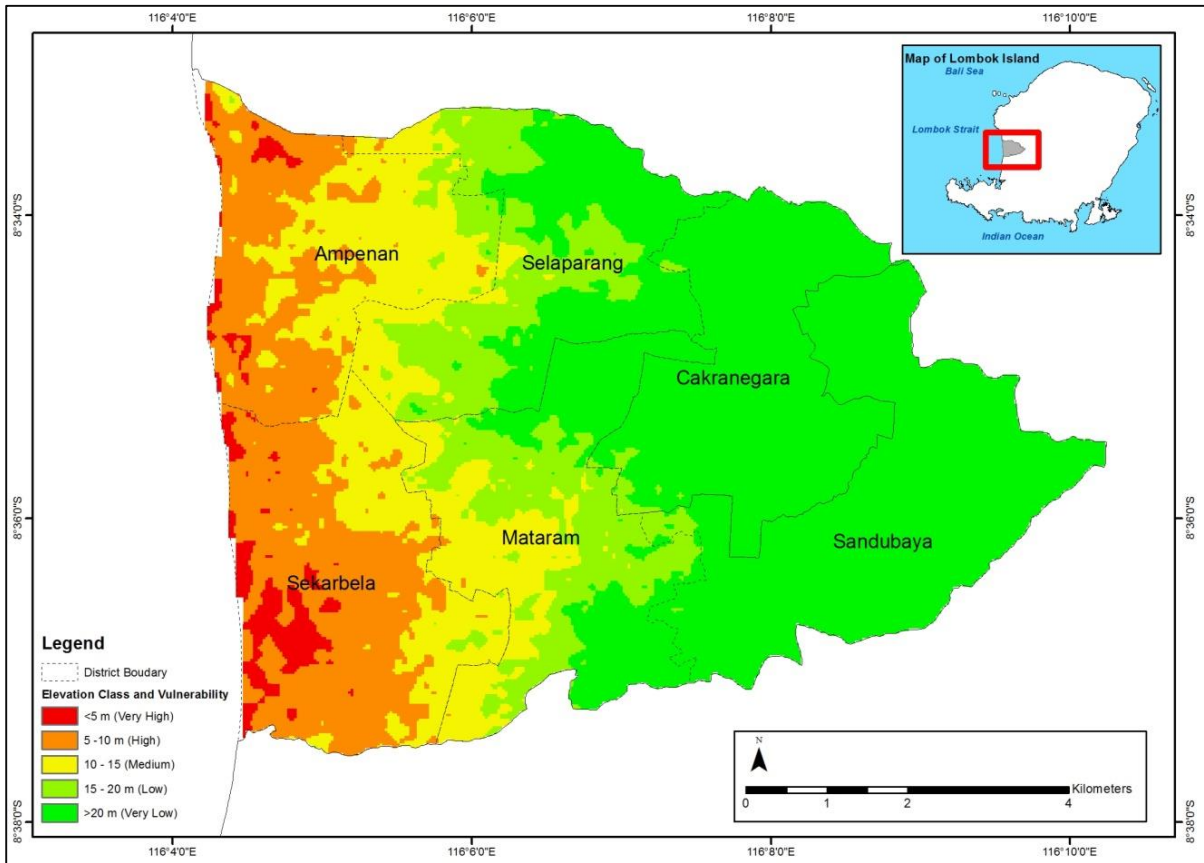 116°4'0"E 116°6'0"E 116°8'0"E 116°10'0"E
Map of Lombok Island
Bali Sea
Lombok Strait
Indian Ocean
8°34'0"S 8°34'0"S
Ampenan
Selaparang
Cakranegara
8°36'0"S 8°36'0"S
Mataram
Sandubaya
Sekarbela
Legend
District Boudary
Elevation Class and Vulnerability
<5 m (Very High)
5 -10 m (High)
10 - 15 (Medium)
15 - 20 m (Low)
>20 m (Very Low)
N
Kilometers
0 1 2 4
8°38'0"S 8°38'0"S
116°4'0"E 116°6'0"E 116°8'0"E 116°10'0"E